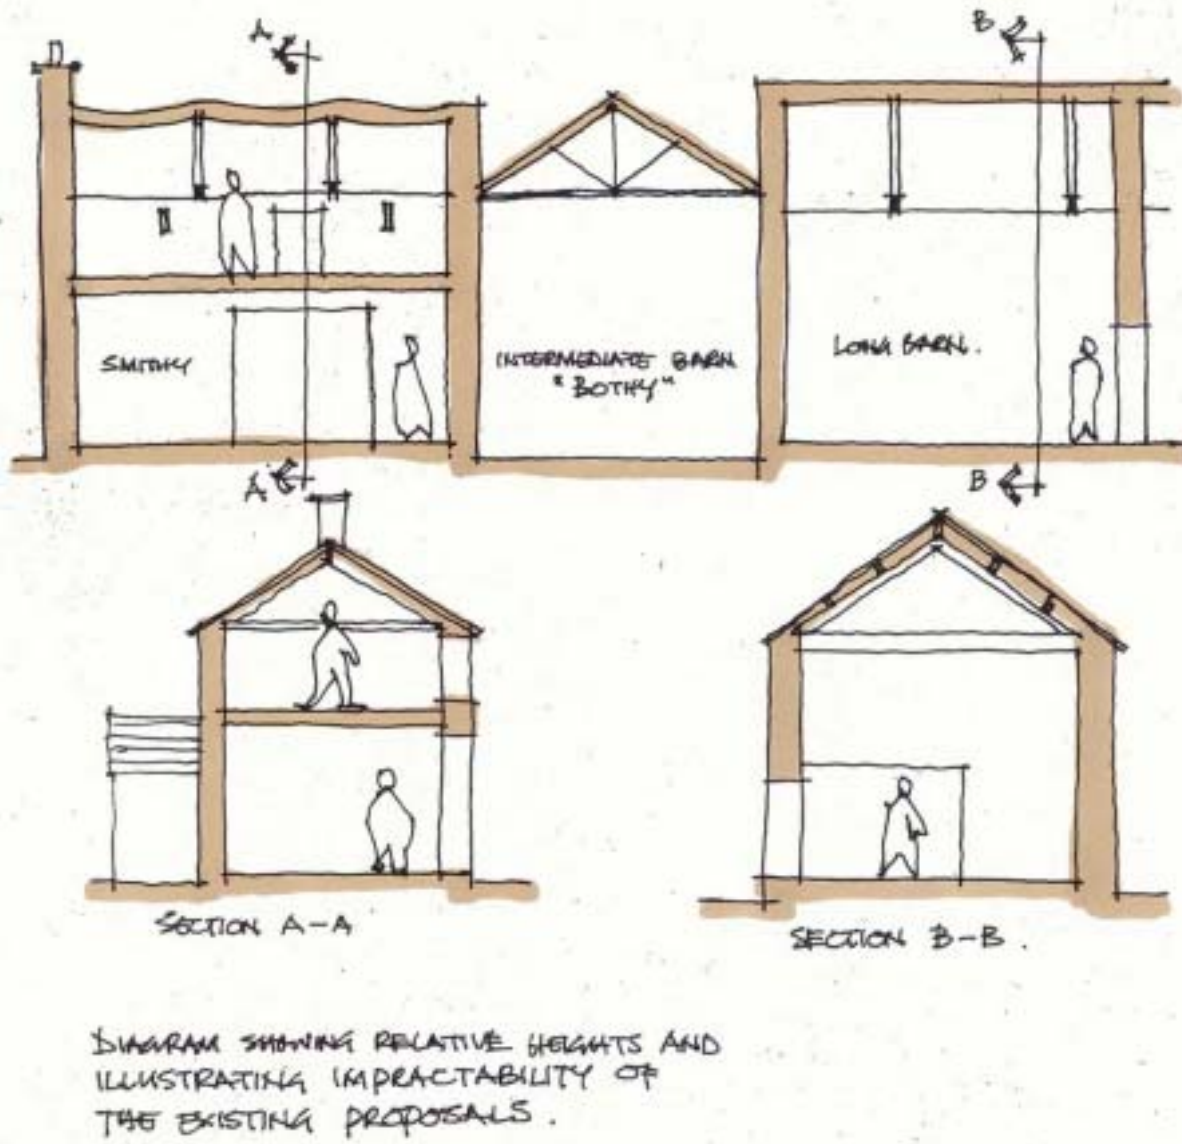 A
B
SMITHY
INTERMEDIATE BARN
"BOTHY"
LONG BARN.
A
B
SECTION A-A
SECTION B-B.
DIAGRAM SHOWING RELATIVE HEIGHTS AND
ILLUSTRATING IMPRACTABILITY OF
THE EXISTING PROPOSALS.